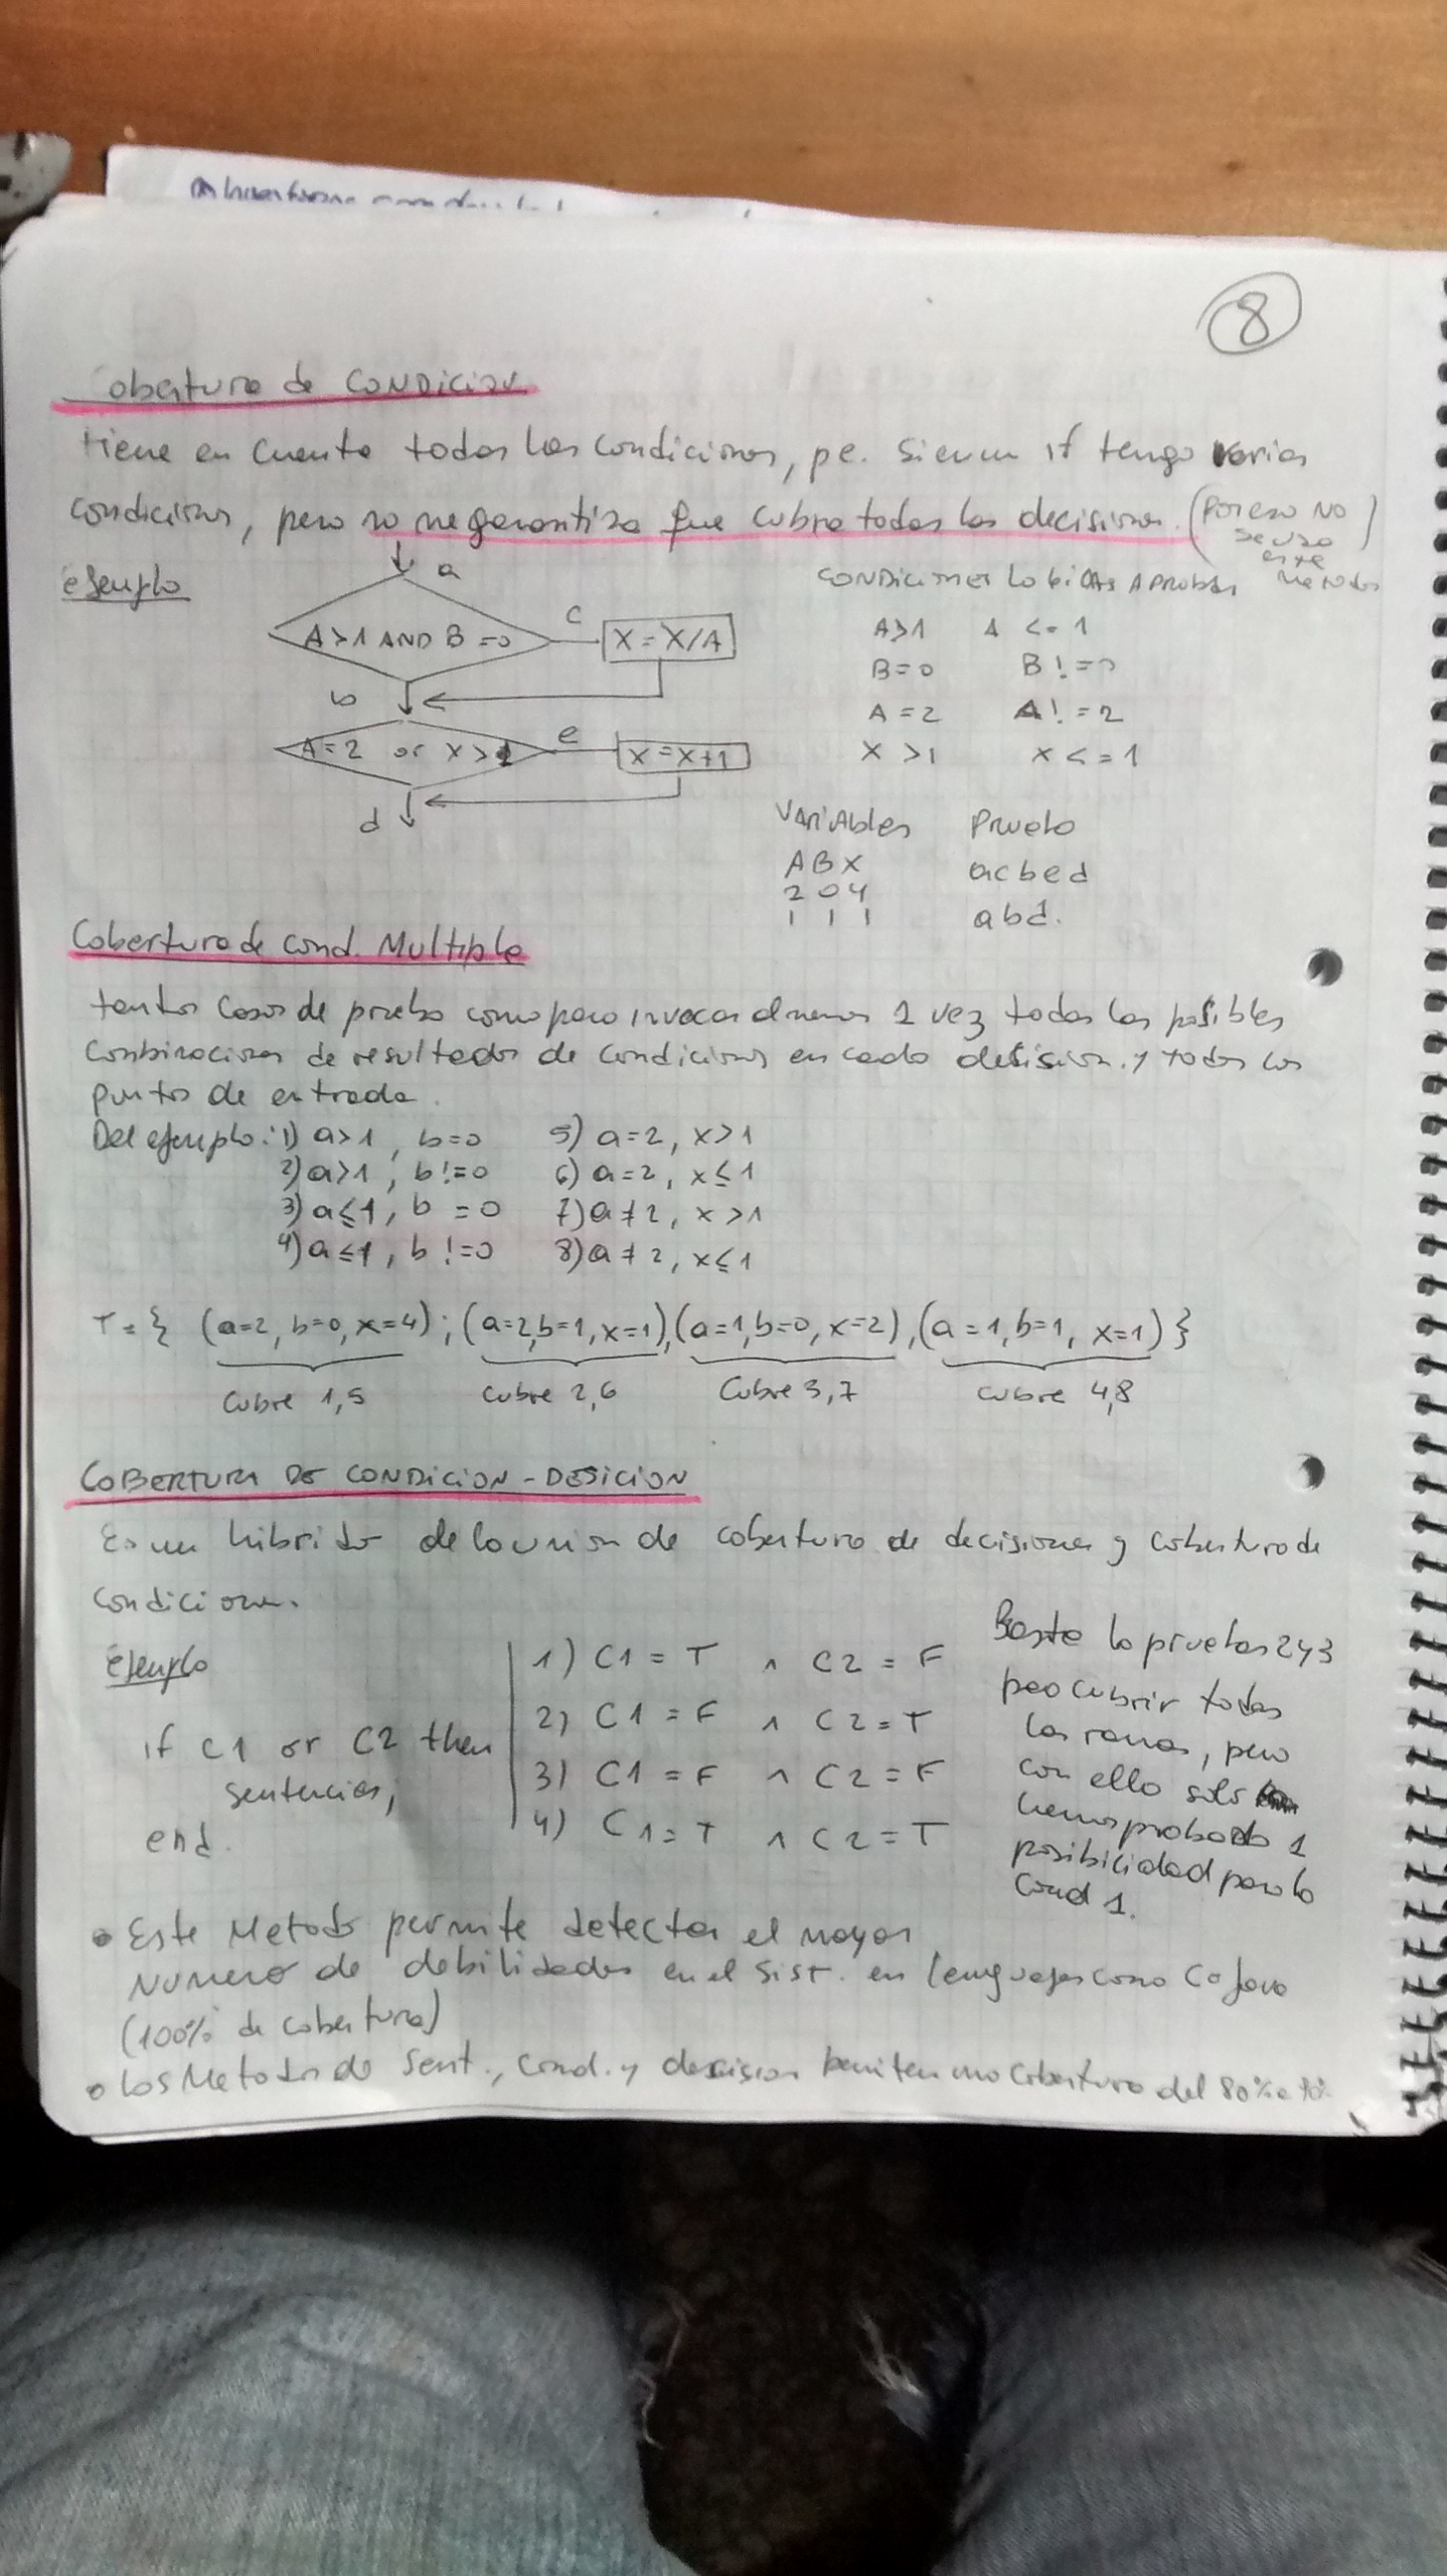 8
Cobertura de CONDICION
tiene en cuenta todas las condiciones, pe. si en un if tengo varias
condiciones, pero no me garantiza que cubra todas las decisiones. (POR ESO NO
se usa
este
metodo)
ejemplo
CONDICIONES LOGICAS A PROBAR
a
A>1 AND B=0
c
X=X/A
b
A=2 or X>1
e
X=X+1
d
A>1 A <= 1
B=0 B!=0
A=2 A!=2
X>1 X<=1
VARIAbles Prueba
A B X acbed
2 0 4
1 1 1 abd.
Cobertura de cond. Multiple
tantos casos de prueba como para invocar al menos 1 vez todas las posibles
combinaciones de resultados de condiciones en cada desision. y todos los
puntos de entrada.
Del ejemplo: 1) a>1, b=0 5) a=2, x>1
2) a>1, b!=0 6) a=2, x≤1
3) a≤1, b=0 7) a≠2, x>1
4) a≤1, b!=0 8) a≠2, x≤1
T={ (a=2, b=0, x=4); (a=2,b=1, x=1),(a=1,b=0, x=2),(a=1,b=1, x=1)}
Cubre 1,5 Cubre 2,6 Cubre 3,7 cubre 4,8
COBERTURA DE CONDICION-DESICION
Es un hibrido de la union de cobertura de decisiones y cobertura de
condiciones.
ejemplo
if C1 or C2 then
sentencias;
end.
1) C1=T ∧ C2=F
2) C1=F ∧ C2=T
3) C1=F ∧ C2=F
4) C1=T ∧ C2=T
Basta la pruebas 2 y 3
para cubrir todas
las ramas, pero
con ello solo
hemos probado 1
posibilidad para la
Cond 1.
• Este Metodo permite detectar el mayor
Numero de debilidades en el Sist. en lenguajes como C o Java
(100% de cobertura)
• Los Metodos de Sent., Cond. y decision una cobertura del 80% a